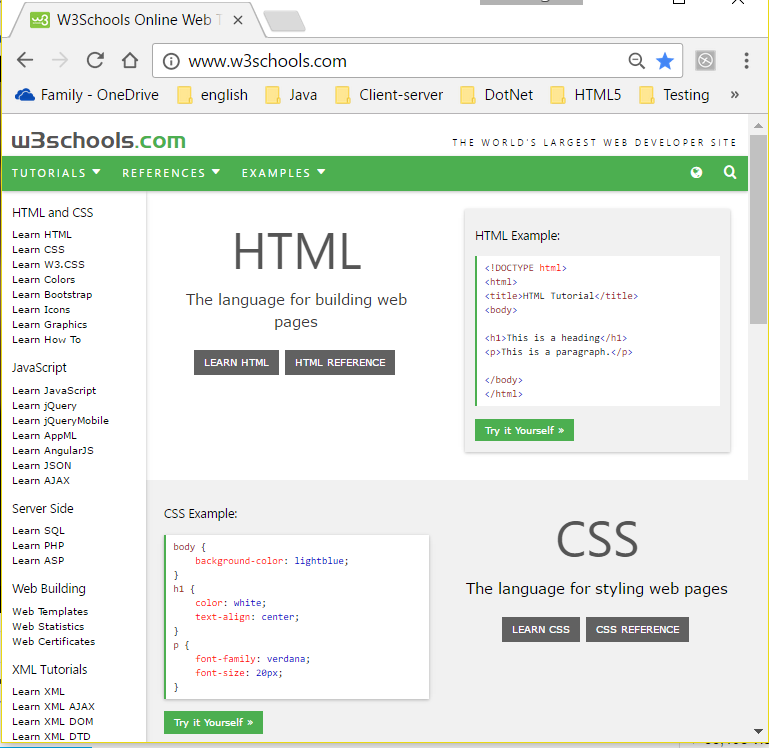 W3Schools Online Web T
www.w3schools.com
Family - OneDrive english Java Client-server DotNet HTML5 Testing »
w3schools.com
THE WORLD'S LARGEST WEB DEVELOPER SITE
TUTORIALS REFERENCES EXAMPLES
HTML and CSS
Learn HTML
Learn CSS
Learn W3.CSS
Learn Colors
Learn Bootstrap
Learn Icons
Learn Graphics
Learn How To
JavaScript
Learn JavaScript
Learn jQuery
Learn jQueryMobile
Learn AppML
Learn AngularJS
Learn JSON
Learn AJAX
Server Side
Learn SQL
Learn PHP
Learn ASP
Web Building
Web Templates
Web Statistics
Web Certificates
XML Tutorials
Learn XML
Learn XML AJAX
Learn XML DOM
Learn XML DTD
HTML
The language for building web
pages
LEARN HTML HTML REFERENCE
HTML Example:
<!DOCTYPE html>
<html>
<title>HTML Tutorial</title>
<body>
<h1>This is a heading</h1>
<p>This is a paragraph.</p>
</body>
</html>
Try it Yourself »
CSS Example:
body {
background-color: lightblue;
}
h1 {
color: white;
text-align: center;
}
p {
font-family: verdana;
font-size: 20px;
}
Try it Yourself »
CSS
The language for styling web pages
LEARN CSS CSS REFERENCE